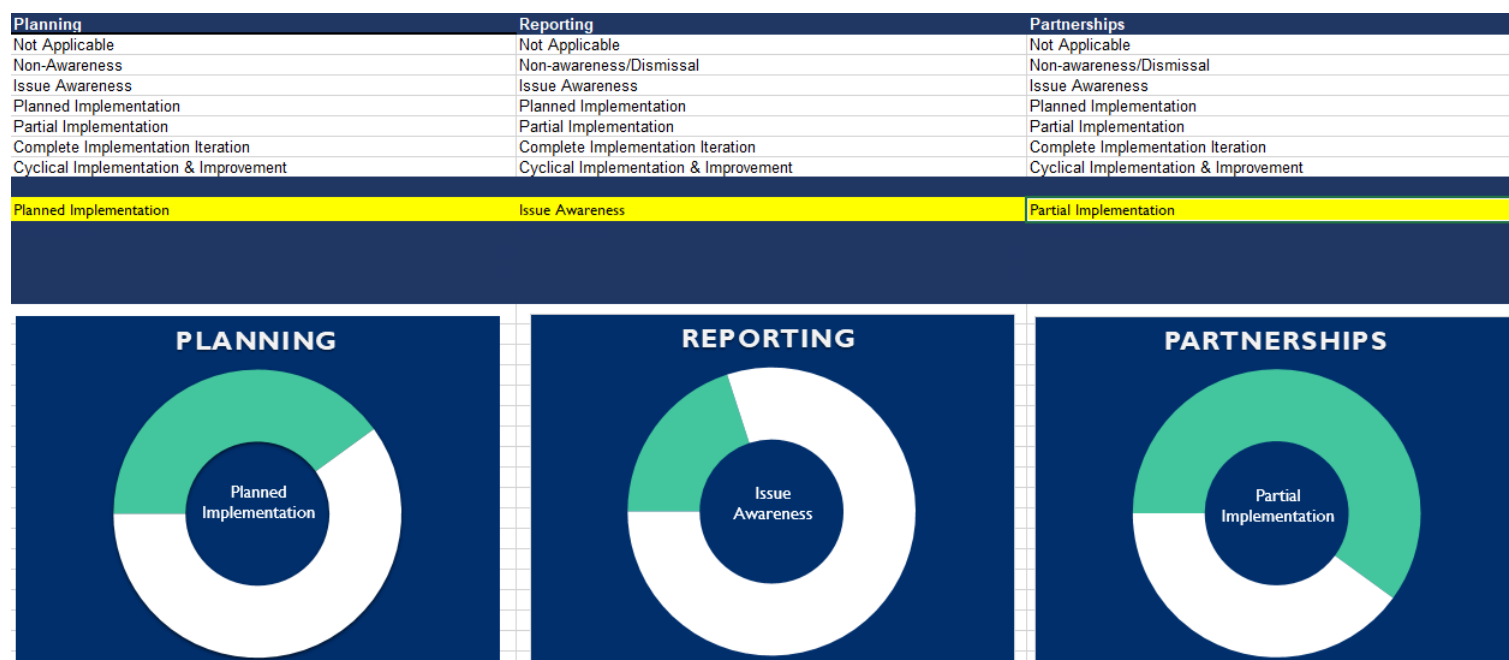 Planning Reporting Partnerships
Not Applicable Not Applicable Not Applicable
Non-Awareness Non-awareness/Dismissal Non-awareness/Dismissal
Issue Awareness Issue Awareness Issue Awareness
Planned Implementation Planned Implementation Planned Implementation
Partial Implementation Partial Implementation Partial Implementation
Complete Implementation Iteration Complete Implementation Iteration Complete Implementation Iteration
Cyclical Implementation & Improvement Cyclical Implementation & Improvement Cyclical Implementation & Improvement
Planned Implementation Issue Awareness Partial Implementation
PLANNING
Planned
Implementation
REPORTING
Issue
Awareness
PARTNERSHIPS
Partial
Implementation